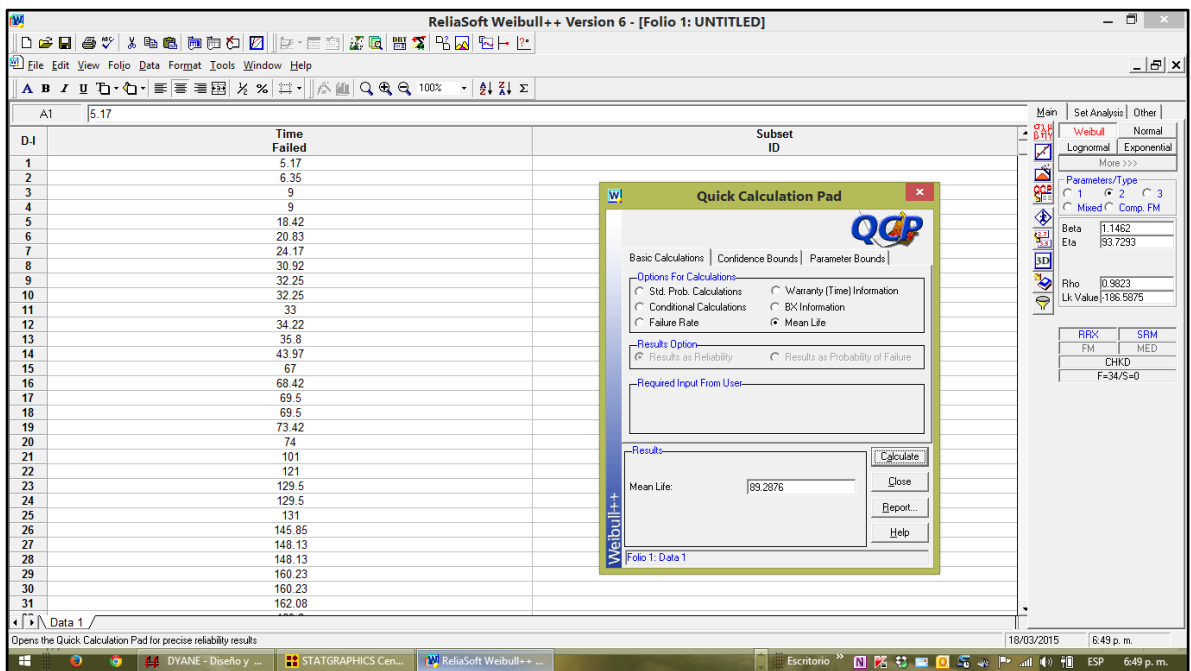 ReliaSoft Weibull++ Version 6 - [Folio 1: UNTITLED]
File Edit View Folio Data Format Tools Window Help
A B I U 100%
A1 5.17
D-I Time Failed Subset ID
1 5.17
2 6.35
3 9
4 9
5 18.42
6 20.83
7 24.17
8 30.92
9 32.25
10 32.25
11 33
12 34.22
13 35.8
14 43.97
15 67
16 68.42
17 69.5
18 69.5
19 73.42
20 74
21 101
22 121
23 129.5
24 129.5
25 131
26 145.85
27 148.13
28 148.13
29 160.23
30 160.23
31 162.08
Data 1
Quick Calculation Pad
QCP
Basic Calculations Confidence Bounds Parameter Bounds
Options For Calculations
Std. Prob. Calculations Warranty (Time) Information
Conditional Calculations BX Information
Failure Rate Mean Life
Results Option
Results as Reliability Results as Probability of Failure
Required Input From User
Results
Mean Life: 89.2876
Calculate
Close
Report...
Help
Weibull++
Folio 1: Data 1
Main Set Analysis Other
Weibull Normal
Lognormal Exponential
More >>>
Parameters/Type
1 2 3
Mixed Comp. FM
QCP
3D
Beta 1.1462
Eta 93.7293
Rho 0.9823
Lk Value -186.5875
RRX SRM
FM MED
CHKD
F=34/S=0
Opens the Quick Calculation Pad for precise reliability results 18/03/2015 6:49 p. m.
DYANE - Diseño y ... STATGRAPHICS Cen... ReliaSoft Weibull++ ... Escritorio ESP 6:49 p. m.